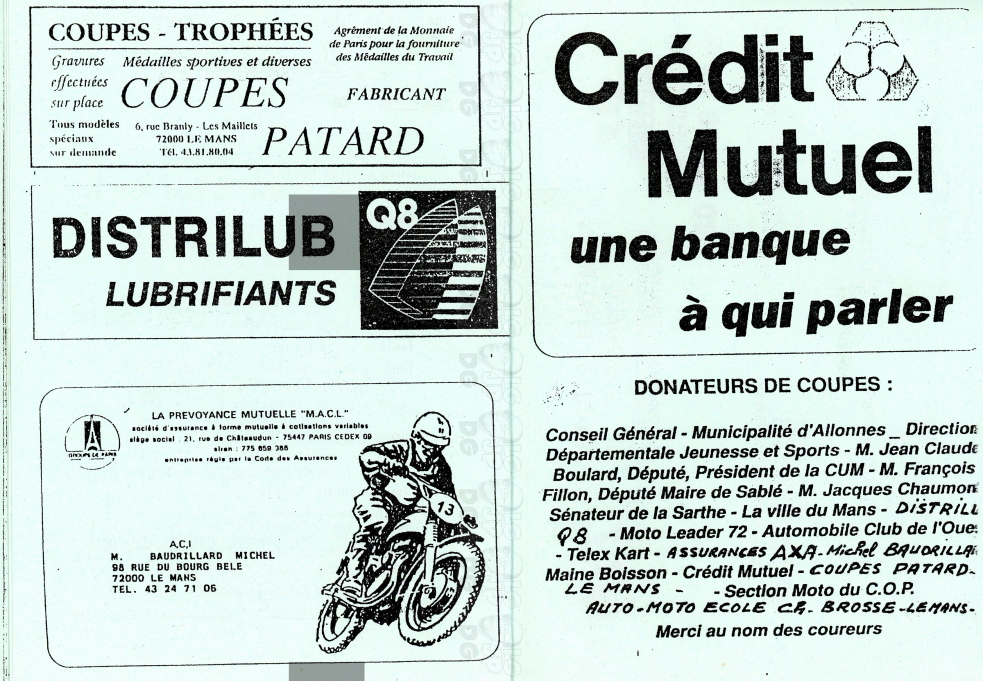 COUPES - TROPHÉES
Agrément de la Monnaie
de Paris pour la fourniture
des Médailles du Travail
Gravures
effectuées
sur place
Médailles sportives et diverses
COUPES
FABRICANT
Tous modèles
spéciaux
sur demande
6, rue Branly - Les Maillets
72000 LE MANS
Tél. 43.81.80.04
PATARD
DISTRILUB
LUBRIFIANTS
Q8
GROUPE DE PARIS
LA PREVOYANCE MUTUELLE "M.A.C.L."
société d'assurance à forme mutuelle à cotisations variables
siège social : 21, rue de Châteaudun - 75447 PARIS CEDEX 09
siren : 775 659 386
entreprise régie par le Code des Assurances
13
A.C.I
M. BAUDRILLARD MICHEL
98 RUE DU BOURG BELE
72000 LE MANS
TEL. 43 24 71 06
Crédit
Mutuel
une banque
à qui parler
DONATEURS DE COUPES :
Conseil Général - Municipalité d'Allonnes _ Direction
Départementale Jeunesse et Sports - M. Jean Claude
Boulard, Député, Président de la CUM - M. François
Fillon, Député Maire de Sablé - M. Jacques Chaumon
Sénateur de la Sarthe - La ville du Mans - DISTRILL
Q8 - Moto Leader 72 - Automobile Club de l'Oue
- Telex Kart - ASSURANCES AXA - Michel BAUDRILLA
Maine Boisson - Crédit Mutuel - COUPES PATARD -
LE MANS - - Section Moto du C.O.P.
AUTO-MOTO ECOLE C.F. BROSSE-LEMANS -
Merci au nom des coureurs